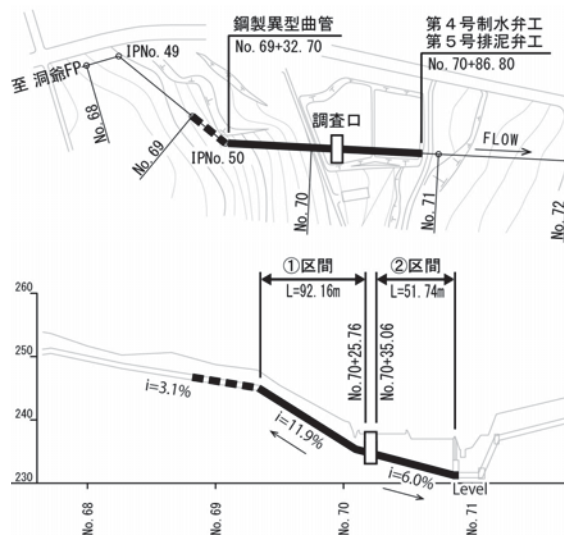 鋼製異型曲管
No. 69+32.70
第４号制水弁工
第５号排泥弁工
No. 70+86.80
IPNo. 49
至 洞爺FP
No. 68
No. 69
IPNo. 50
調査口
FLOW
No. 70
No. 71
No. 72
①区間
L=92.16m
②区間
L=51.74m
No.70+25.76
No.70+35.06
260
250
240
230
i=3.1%
i=11.9%
i=6.0%
Level
No. 68
No. 69
No. 70
No. 71